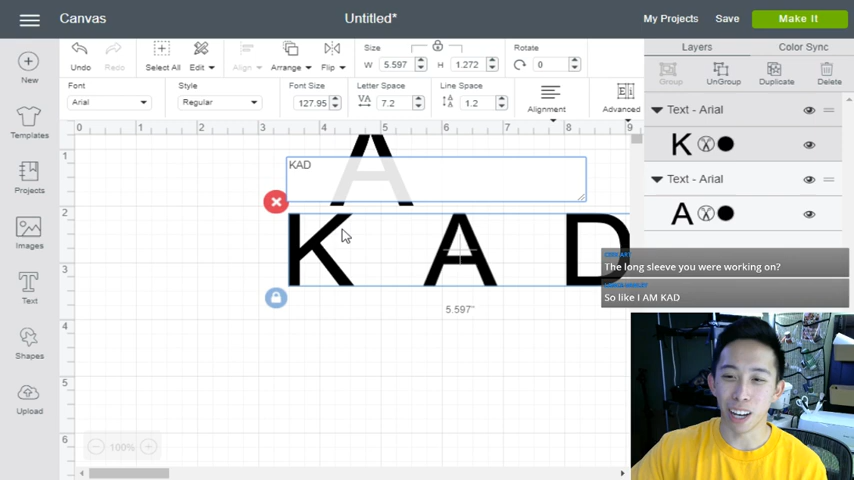 Canvas
Untitled*
My Projects
Save
Make It
New
Templates
Projects
Images
Text
Shapes
Upload
Undo
Redo
Select All
Edit
Align
Arrange
Flip
Size
W 5.597
H 1.272
Rotate
0
Font
Arial
Style
Regular
Font Size
127.95
Letter Space
VA 7.2
Line Space
1.2
Alignment
Advanced
0 1 2 3 4 5 6 7 8 9
1
2
3
4
5
6
A
KAD
K A D
5.597"
100%
Layers
Color Sync
Group
UnGroup
Duplicate
Delete
Text - Arial
K
Text - Arial
A
The long sleeve you were working on?
So like I AM KAD